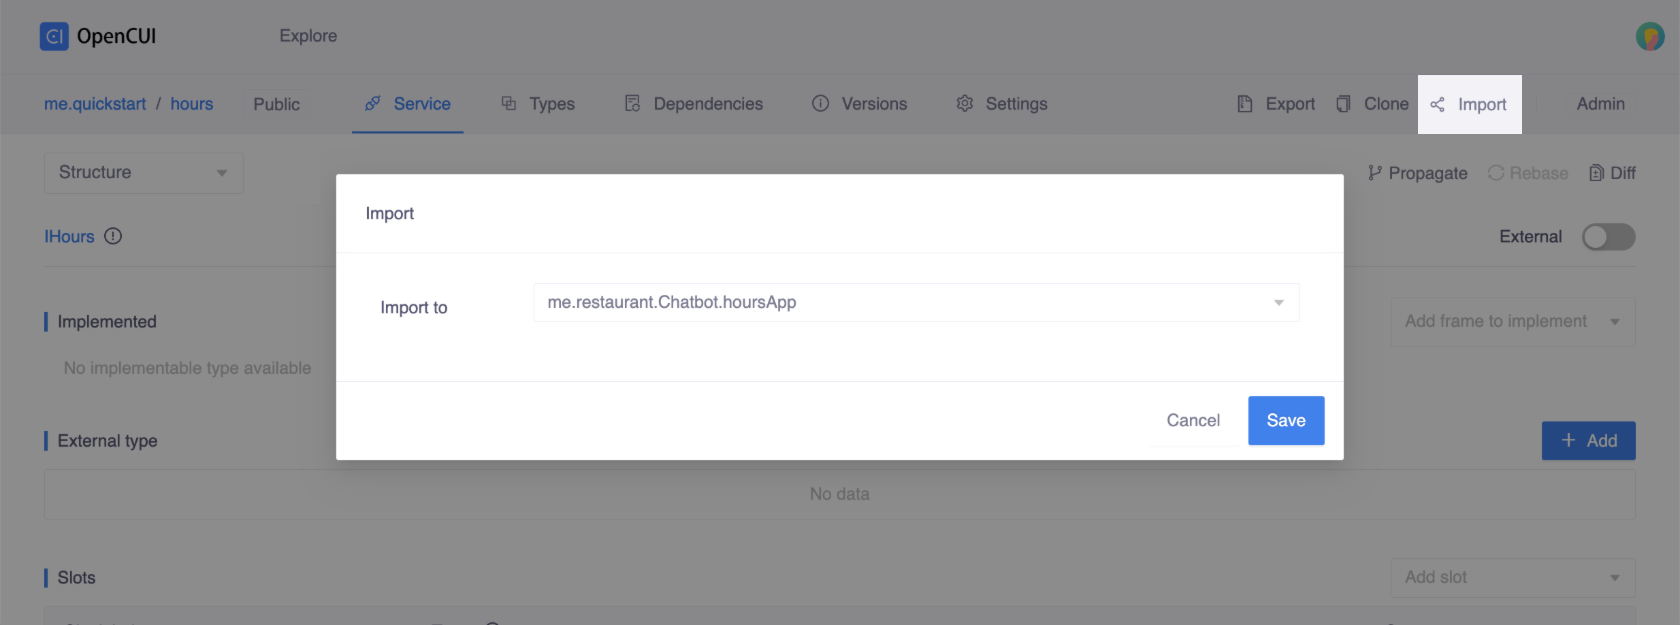 OpenCUI Explore
me.quickstart / hours Public Service Types Dependencies Versions Settings Export Clone Import Admin
Structure Propagate Rebase Diff
Import
IHours External
Import to me.restaurant.Chatbot.hoursApp
Implemented Add frame to implement
No implementable type available
Cancel Save
External type + Add
No data
Slots Add slot